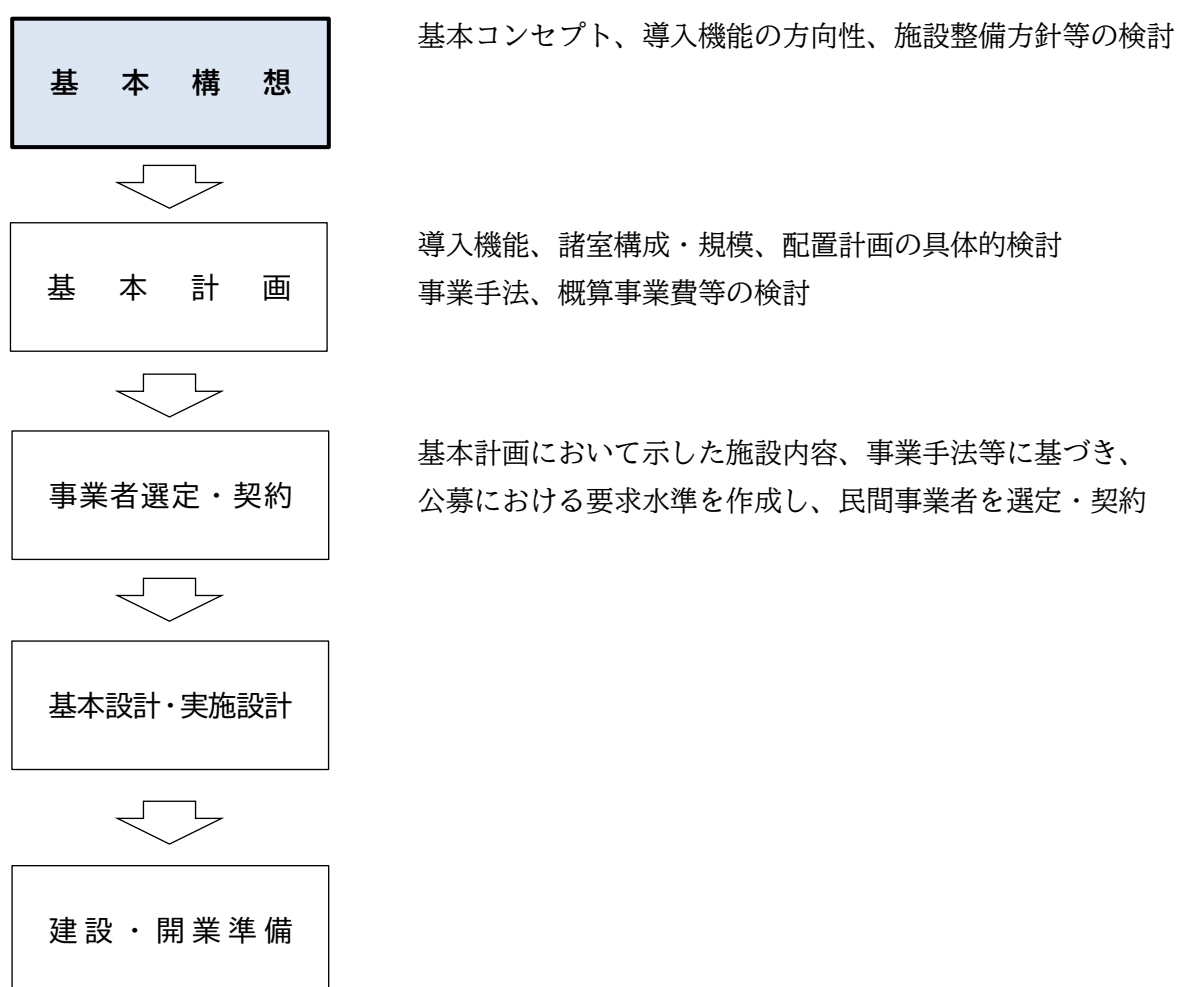 基本構想
基本コンセプト、導入機能の方向性、施設整備方針等の検討
基本計画
導入機能、諸室構成・規模、配置計画の具体的検討
事業手法、概算事業費等の検討
事業者選定・契約
基本計画において示した施設内容、事業手法等に基づき、
公募における要求水準を作成し、民間事業者を選定・契約
基本設計・実施設計
建設・開業準備